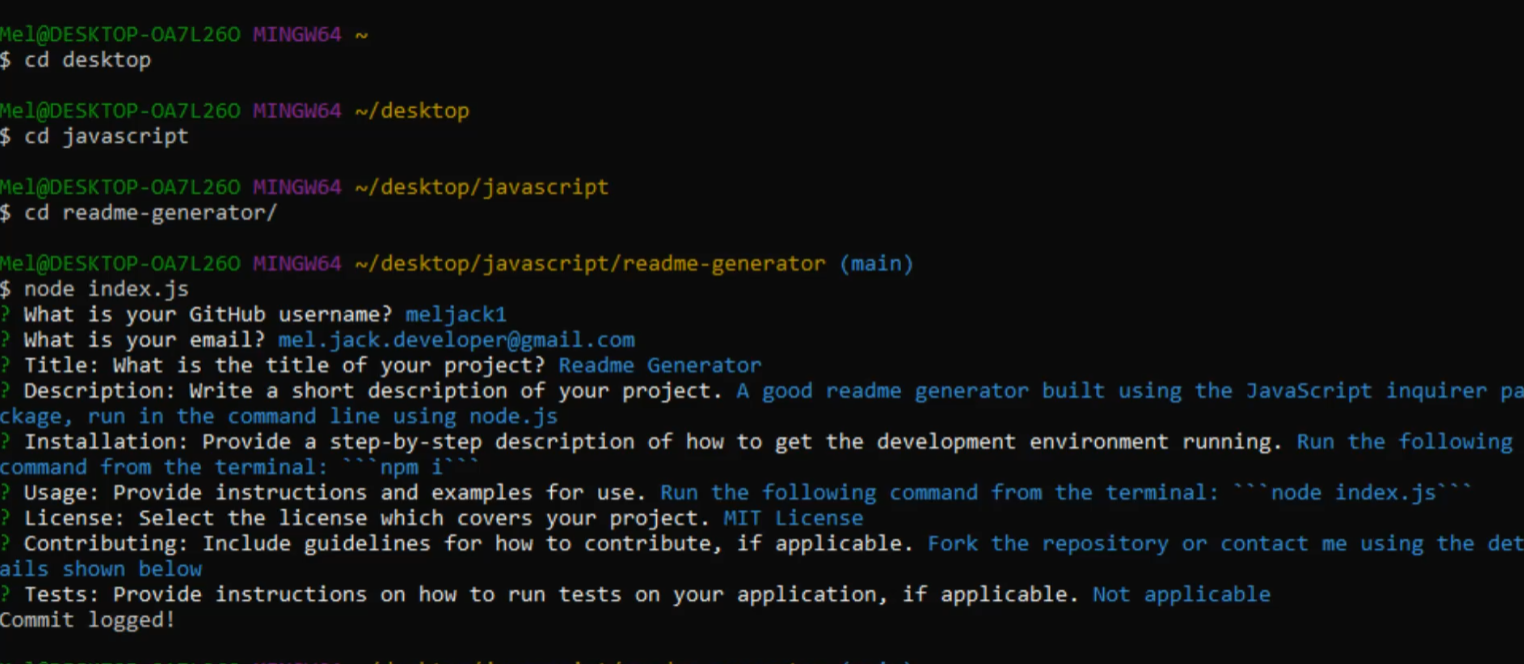 Mel@DESKTOP-OA7L26O MINGW64 ~
$ cd desktop
Mel@DESKTOP-OA7L26O MINGW64 ~/desktop
$ cd javascript
Mel@DESKTOP-OA7L26O MINGW64 ~/desktop/javascript
$ cd readme-generator/
Mel@DESKTOP-OA7L26O MINGW64 ~/desktop/javascript/readme-generator (main)
$ node index.js
? What is your GitHub username? meljack1
? What is your email? mel.jack.developer@gmail.com
? Title: What is the title of your project? Readme Generator
? Description: Write a short description of your project. A good readme generator built using the JavaScript inquirer pa
ckage, run in the command line using node.js
? Installation: Provide a step-by-step description of how to get the development environment running. Run the following
command from the terminal: ```npm i```
? Usage: Provide instructions and examples for use. Run the following command from the terminal: ```node index.js```
? License: Select the license which covers your project. MIT License
? Contributing: Include guidelines for how to contribute, if applicable. Fork the repository or contact me using the det
ails shown below
? Tests: Provide instructions on how to run tests on your application, if applicable. Not applicable
Commit logged!